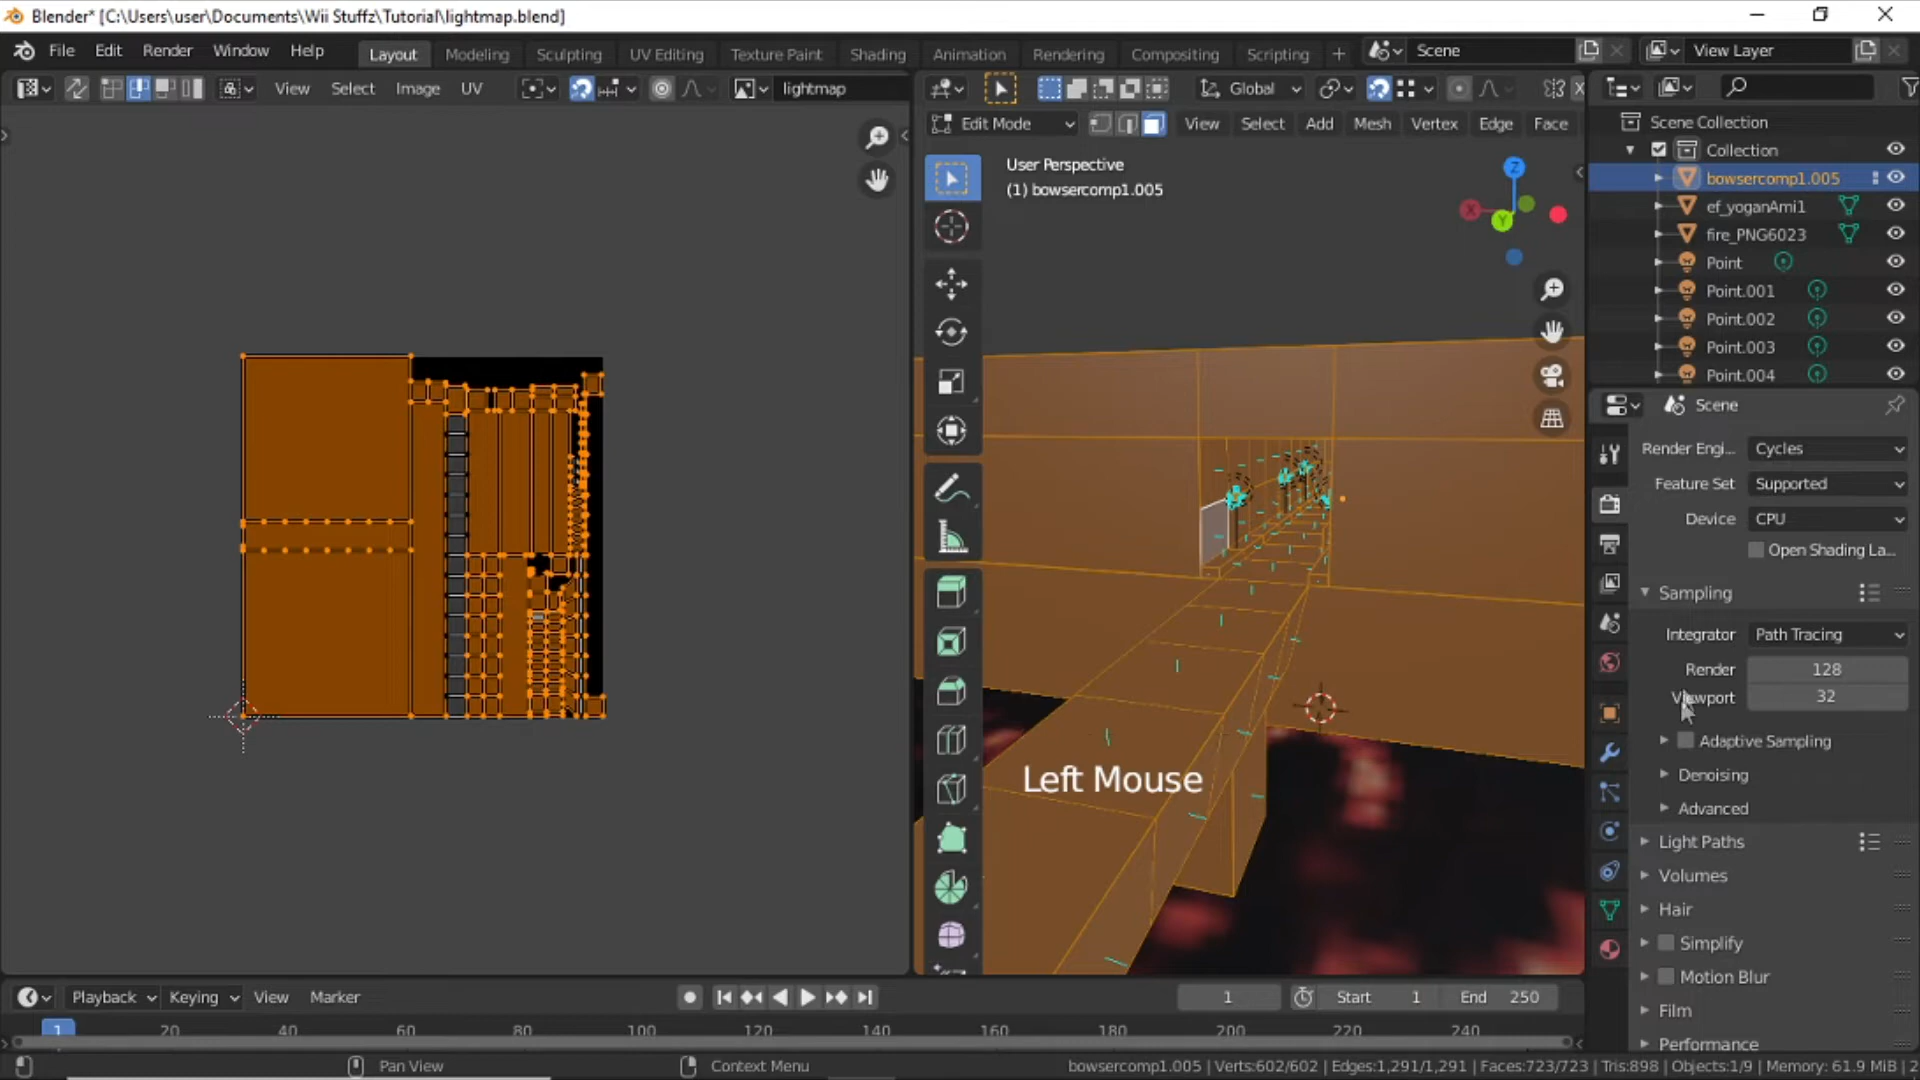 Blender* [C:\Users\user\Documents\Wii Stuffz\Tutorial\lightmap.blend]
File Edit Render Window Help Layout Modeling Sculpting UV Editing Texture Paint Shading Animation Rendering Compositing Scripting + Scene View Layer
View Select Image UV lightmap Global
Edit Mode View Select Add Mesh Vertex Edge Face
Scene Collection
Collection
bowsercomp1.005
ef_yoganAmi1
fire_PNG6023
Point
Point.001
Point.002
Point.003
Point.004
User Perspective
(1) bowsercomp1.005
Z
X
Y
Left Mouse
Scene
Render Engi... Cycles
Feature Set Supported
Device CPU
Open Shading La...
Sampling
Integrator Path Tracing
Render 128
Viewport 32
Adaptive Sampling
Denoising
Advanced
Light Paths
Volumes
Hair
Simplify
Motion Blur
Film
Performance
Playback Keying View Marker 1 Start 1 End 250
1 20 40 60 80 100 120 140 160 180 200 220 240
Pan View Context Menu bowsercomp1.005 | Verts:602/602 | Edges:1,291/1,291 | Faces:723/723 | Tris:898 | Objects:1/9 | Memory: 61.9 MiB | 2